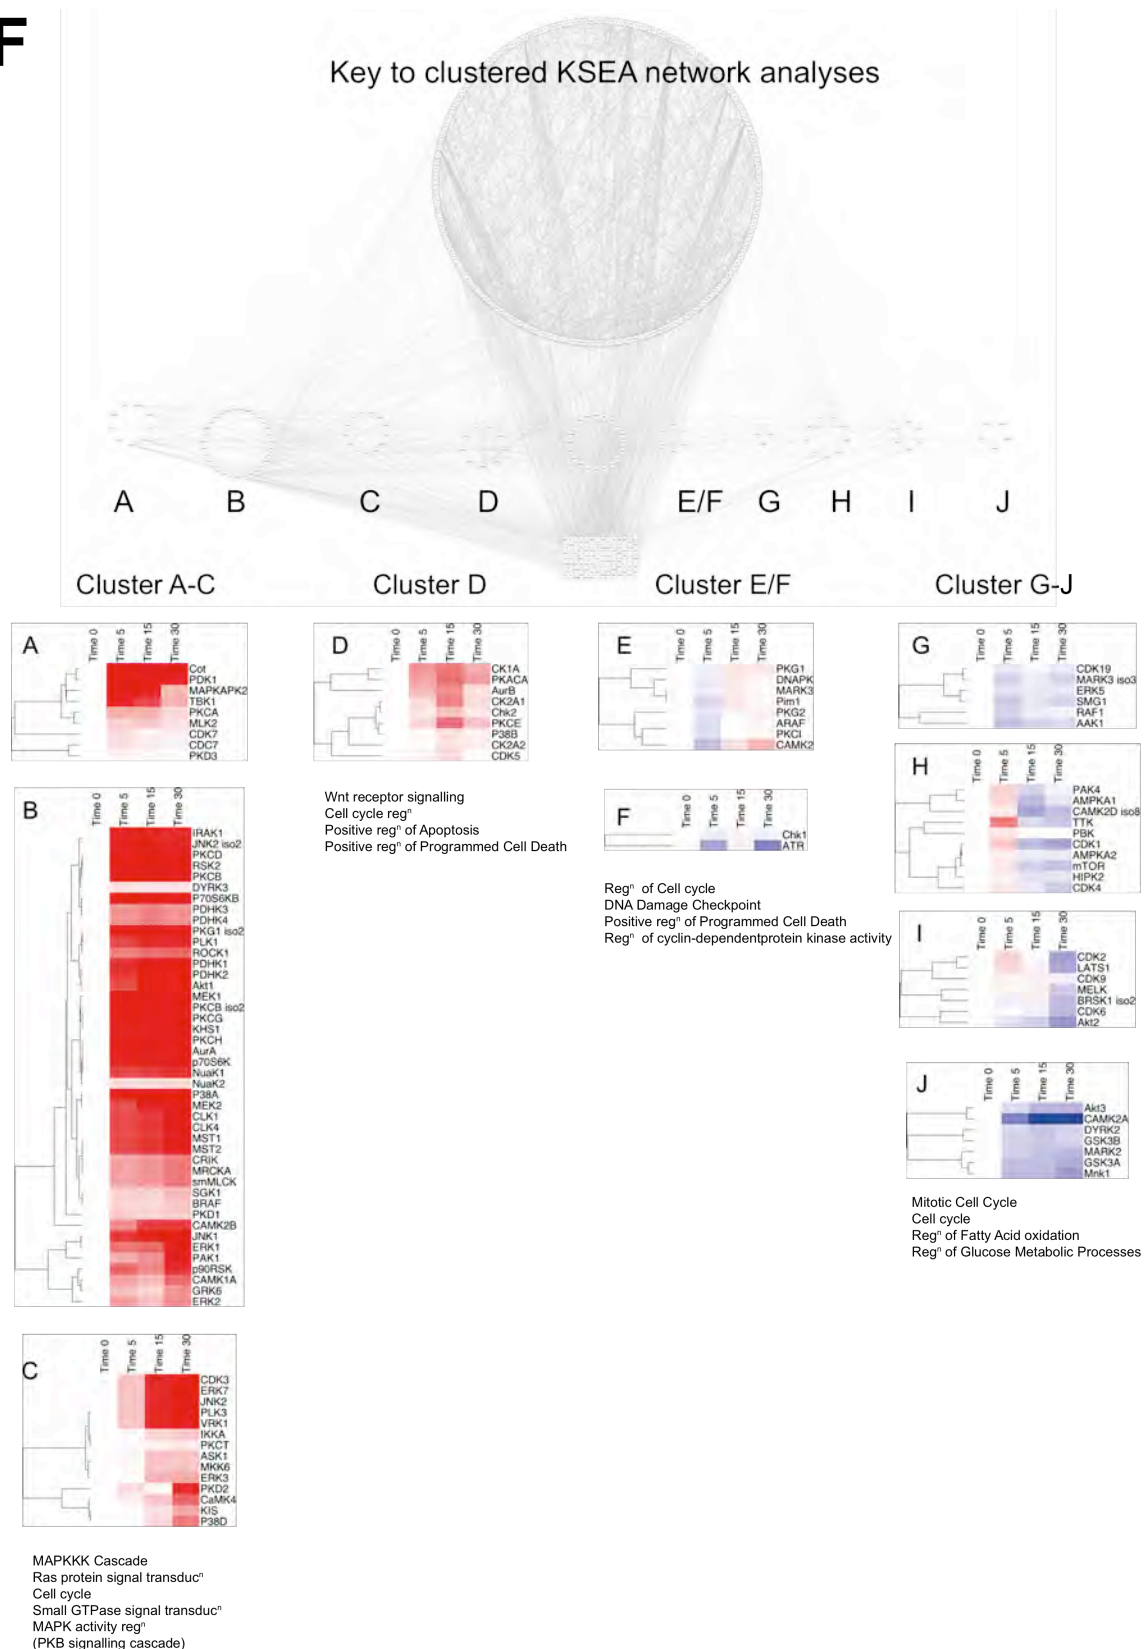 F
Key to clustered KSEA network analyses
A B C D E/F G H I J
Cluster A-C Cluster D Cluster E/F Cluster G-J
A
Time 0 Time 5 Time 15 Time 30
Cot
PDK1
MAPKAPK2
TBK1
PKCA
MLK2
CDK7
CDC7
PKD3
B
Time 0 Time 5 Time 15 Time 30
IRAK1
JNK2 iso2
PKCD
RSK2
PKCB
DYRK3
P70S6KB
PDHK3
PDHK4
PKG1 iso2
PLK1
ROCK1
PDHK1
PDHK2
Akt1
MEK1
PKCB iso2
PKCG
KHS1
PKCH
AurA
p70S6K
NuaK1
NuaK2
P38A
MEK2
CLK1
CLK4
MST1
MST2
CRIK
MRCKA
smMLCK
SGK1
BRAF
PKD1
CAMK2B
JNK1
ERK1
PAK1
p90RSK
CAMK1A
GRK6
ERK2
C
Time 0 Time 5 Time 15 Time 30
CDK3
ERK7
JNK2
PLK3
VRK1
IKKA
PKCT
ASK1
MKK6
ERK3
PKD2
CaMK4
KIS
P38D
MAPKKK Cascade
Ras protein signal transducⁿ
Cell cycle
Small GTPase signal transducⁿ
MAPK activity regⁿ
(PKB signalling cascade)
D
Time 0 Time 5 Time 15 Time 30
CK1A
PKACA
AurB
CK2A1
Chk2
PKCE
P38B
CK2A2
CDK5
Wnt receptor signalling
Cell cycle regⁿ
Positive regⁿ of Apoptosis
Positive regⁿ of Programmed Cell Death
E
Time 0 Time 5 Time 15 Time 30
PKG1
DNAPK
MARK3
Pim1
PKG2
ARAF
PKCI
CAMK2
F
Time 0 Time 5 Time 15 Time 30
Chk1
ATR
Regⁿ of Cell cycle
DNA Damage Checkpoint
Positive regⁿ of Programmed Cell Death
Regⁿ of cyclin-dependentprotein kinase activity
G
Time 0 Time 5 Time 15 Time 30
CDK19
MARK3 iso3
ERK5
SMG1
RAF1
AAK1
H
Time 0 Time 5 Time 15 Time 30
PAK4
AMPKA1
CAMK2D iso8
TTK
PBK
CDK1
AMPKA2
mTOR
HIPK2
CDK4
I
Time 0 Time 5 Time 15 Time 30
CDK2
LATS1
CDK9
MELK
BRSK1 iso2
CDK6
Akt2
J
Time 0 Time 5 Time 15 Time 30
Akt3
CAMK2A
DYRK2
GSK3B
MARK2
GSK3A
Mnk1
Mitotic Cell Cycle
Cell cycle
Regⁿ of Fatty Acid oxidation
Regⁿ of Glucose Metabolic Processes